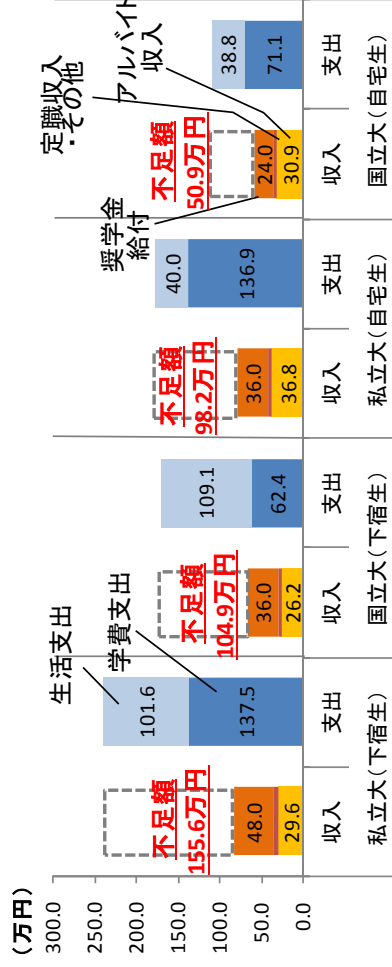 (万円)
300.0
250.0
200.0
150.0
100.0
50.0
0.0
生活支出
学費支出
奨学金
給付
定職収入
・その他
アルバイト
収入
不足額
155.6万円
48.0
29.6
101.6
137.5
不足額
104.9万円
36.0
26.2
109.1
62.4
不足額
98.2万円
36.0
36.8
40.0
136.9
不足額
50.9万円
24.0
30.9
38.8
71.1
収入
支出
収入
支出
収入
支出
収入
支出
私立大(下宿生)
国立大(下宿生)
私立大(自宅生)
国立大(自宅生)